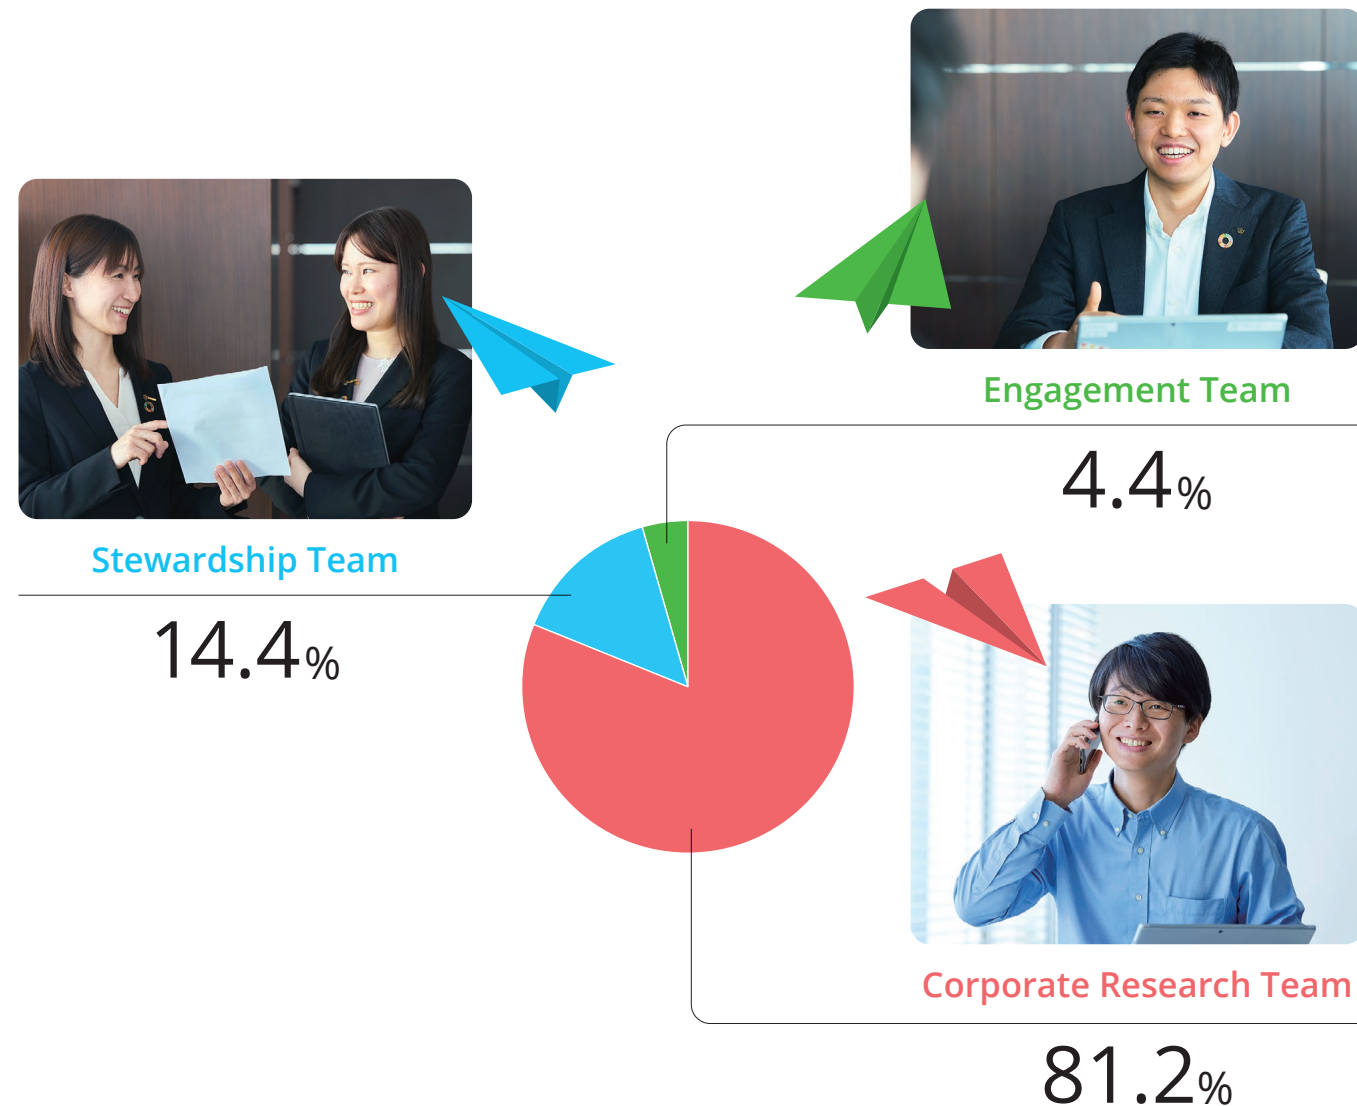 Engagement Team
4.4%
Stewardship Team
14.4%
Corporate Research Team
81.2%